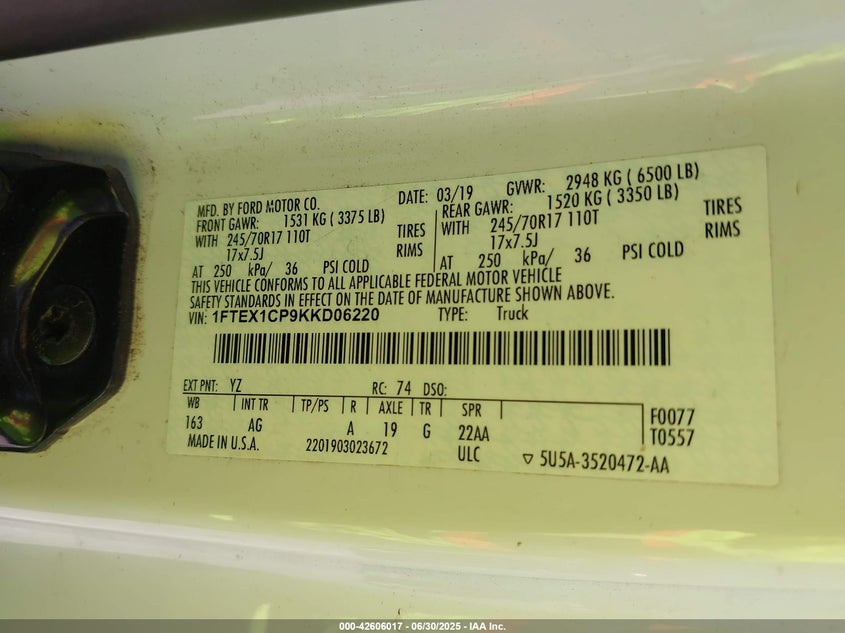 MFD. BY FORD MOTOR CO. DATE: 03/19 GVWR: 2948 KG ( 6500 LB)
FRONT GAWR: 1531 KG ( 3375 LB) REAR GAWR: 1520 KG ( 3350 LB)
WITH 245/70R17 110T TIRES WITH 245/70R17 110T TIRES
17x7.5J RIMS 17x7.5J RIMS
AT 250 kPa/ 36 PSI COLD AT 250 kPa/ 36 PSI COLD
THIS VEHICLE CONFORMS TO ALL APPLICABLE FEDERAL MOTOR VEHICLE
SAFETY STANDARDS IN EFFECT ON THE DATE OF MANUFACTURE SHOWN ABOVE.
VIN: 1FTEX1CP9KKD06220 TYPE: Truck
EXT PNT: YZ RC: 74 DSO:
WB INT TR TP/PS R AXLE TR SPR F0077
163 AG A 19 G 22AA T0557
MADE IN U.S.A. 2201903023672 ULC ▽ 5U5A-3520472-AA
000-42606017 - 06/30/2025 - IAA Inc.